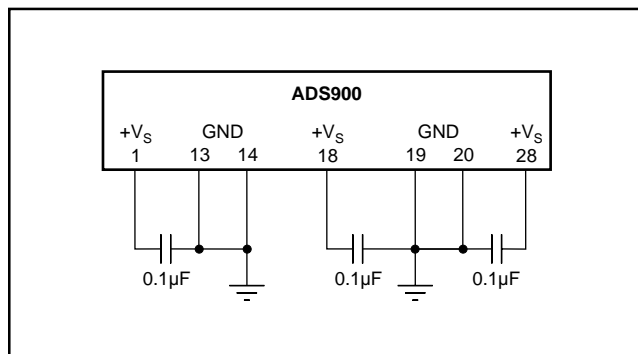 ADS900
+VS GND +VS GND +VS
1 13 14 18 19 20 28
0.1µF 0.1µF 0.1µF